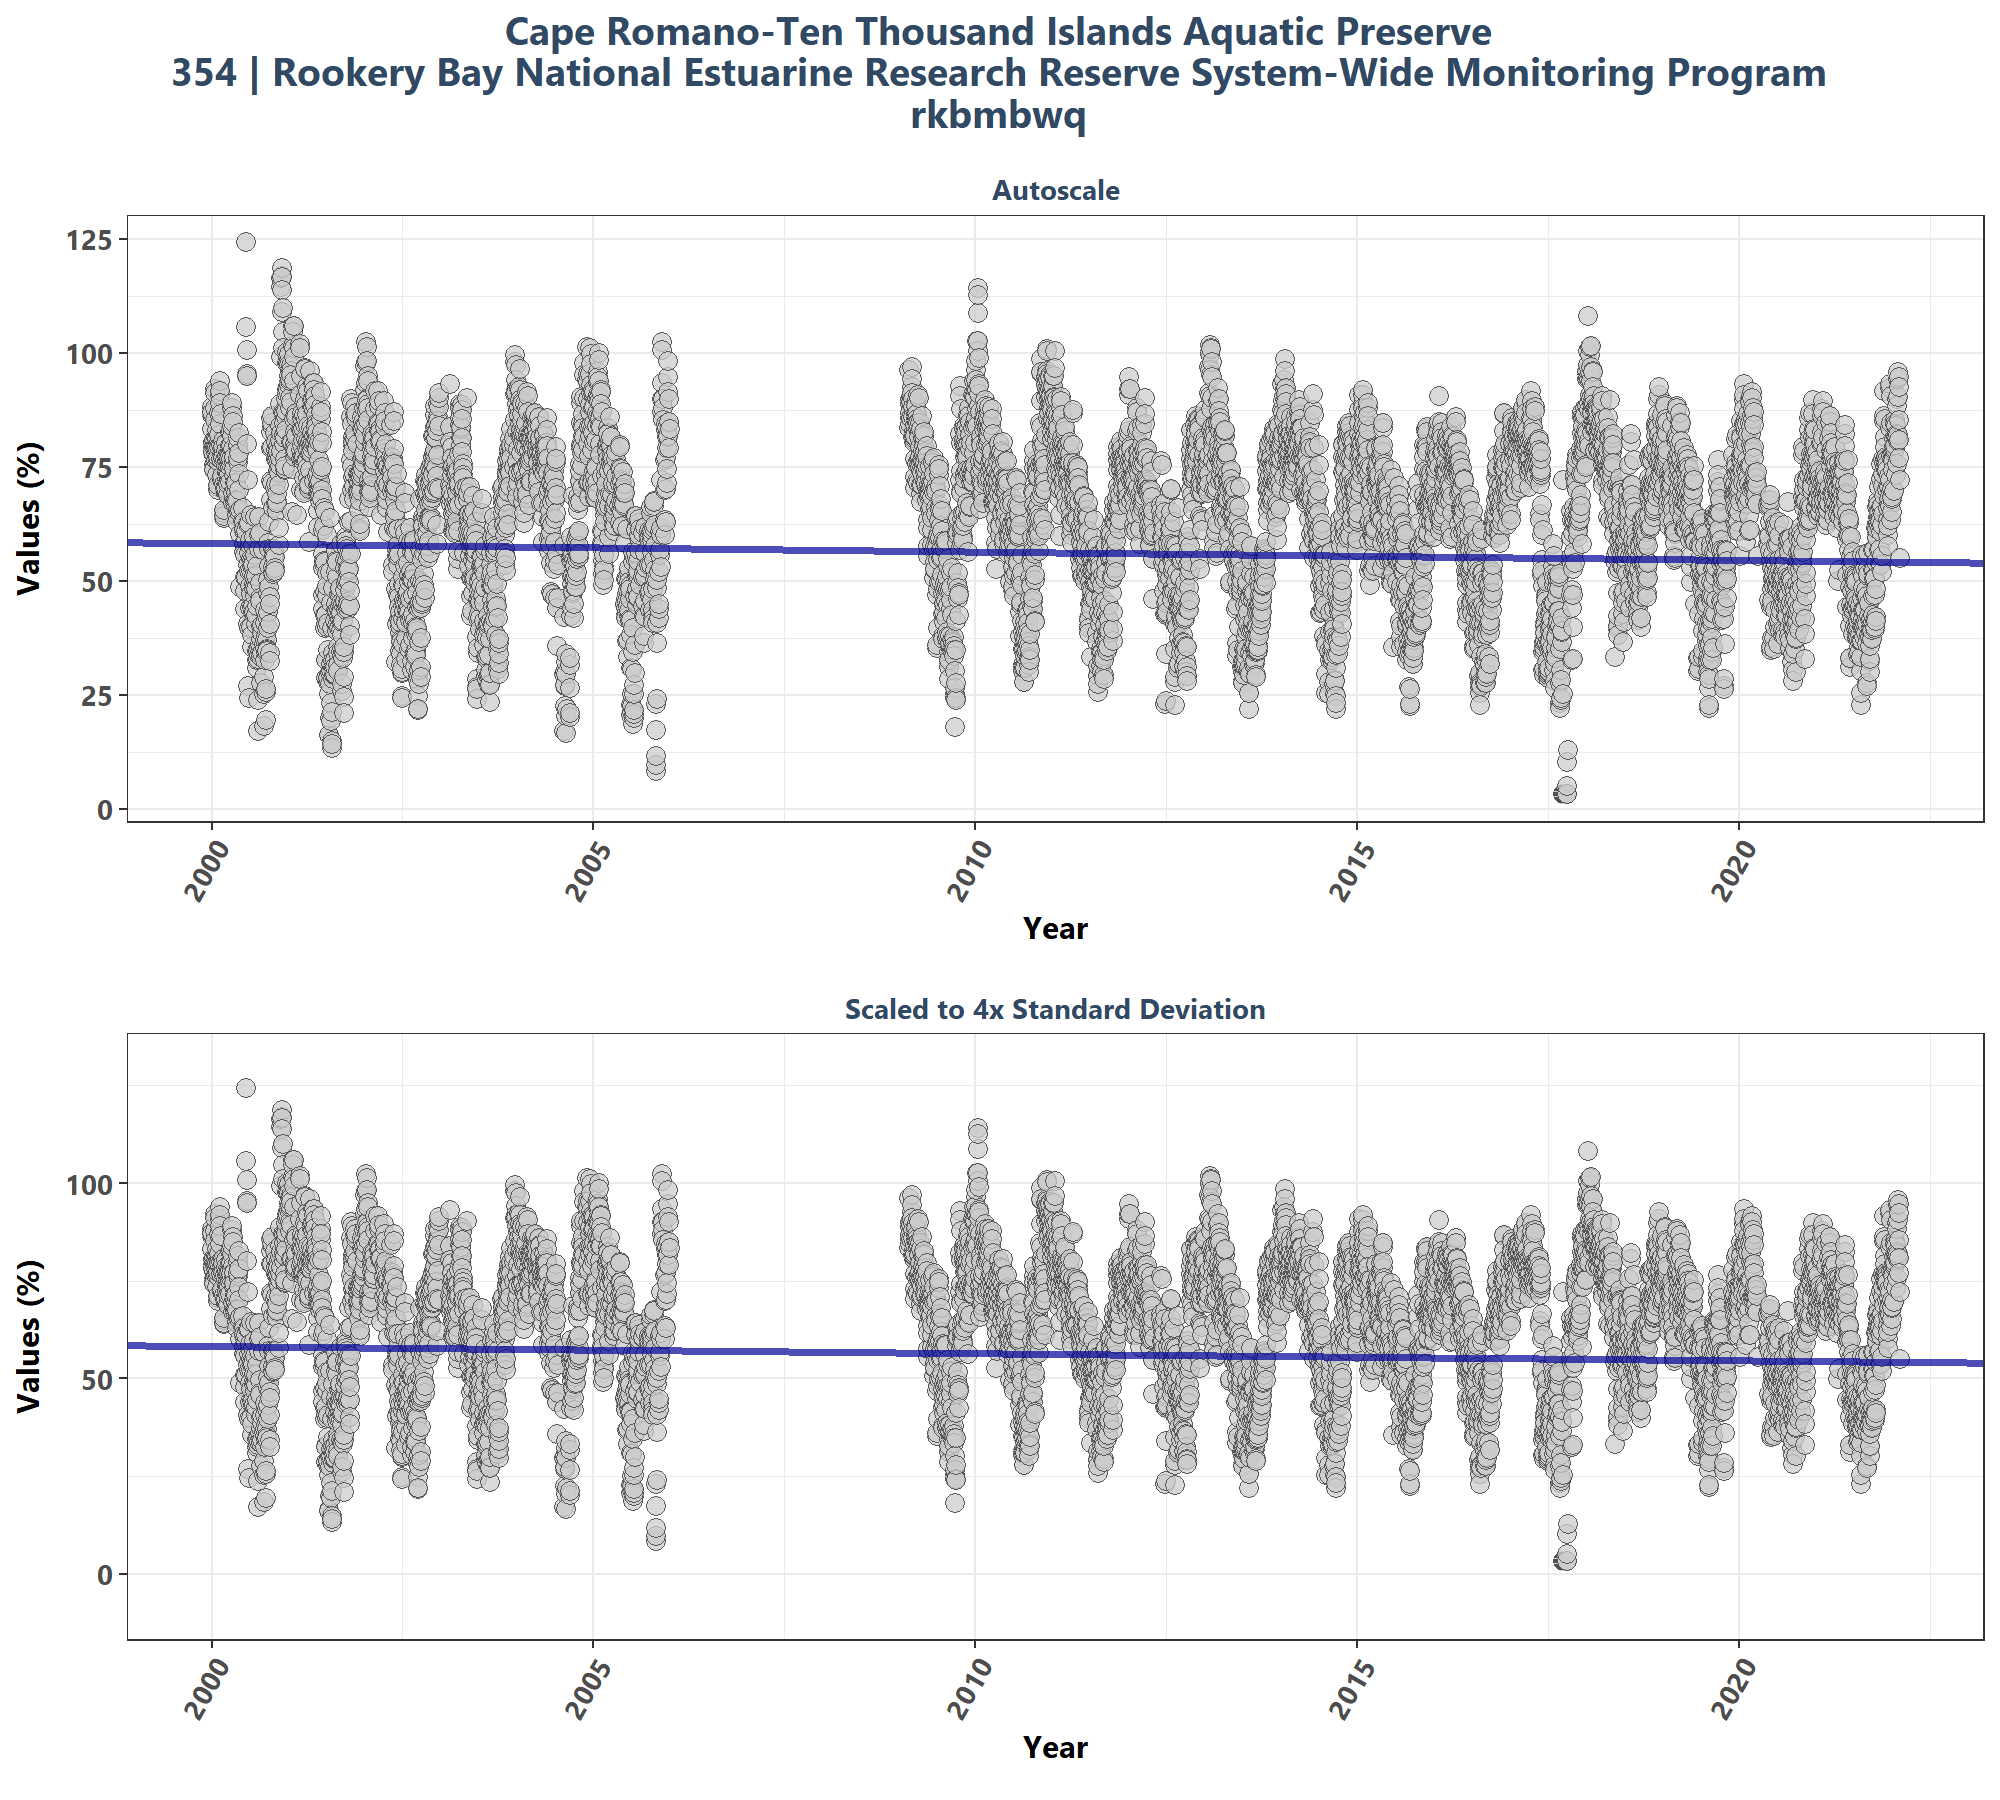 Cape Romano-Ten Thousand Islands Aquatic Preserve
354 | Rookery Bay National Estuarine Research Reserve System-Wide Monitoring Program
rkbmbwq
Autoscale
125
100
75
50
25
0
Values (%)
2000
2005
2010
2015
2020
Year
Scaled to 4x Standard Deviation
100
50
0
Values (%)
2000
2005
2010
2015
2020
Year